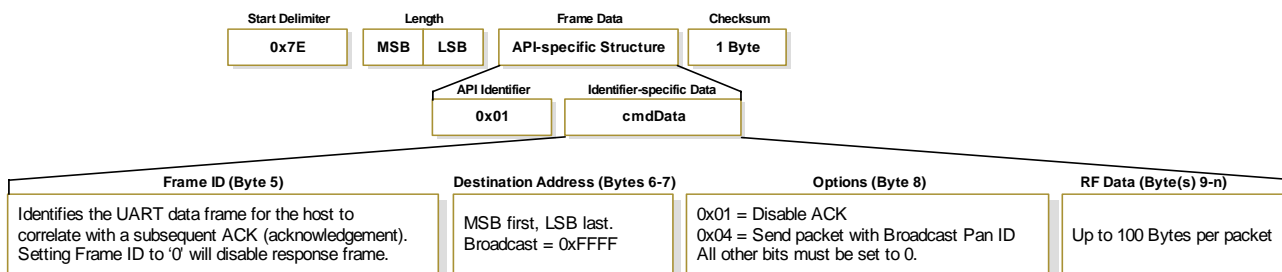 Start Delimiter
Length
Frame Data
Checksum
0x7E
MSB
LSB
API-specific Structure
1 Byte
API Identifier
Identifier-specific Data
0x01
cmdData
Frame ID (Byte 5)
Identifies the UART data frame for the host to
correlate with a subsequent ACK (acknowledgement).
Setting Frame ID to ‘0’ will disable response frame.
Destination Address (Bytes 6-7)
MSB first, LSB last.
Broadcast = 0xFFFF
Options (Byte 8)
0x01 = Disable ACK
0x04 = Send packet with Broadcast Pan ID
All other bits must be set to 0.
RF Data (Byte(s) 9-n)
Up to 100 Bytes per packet